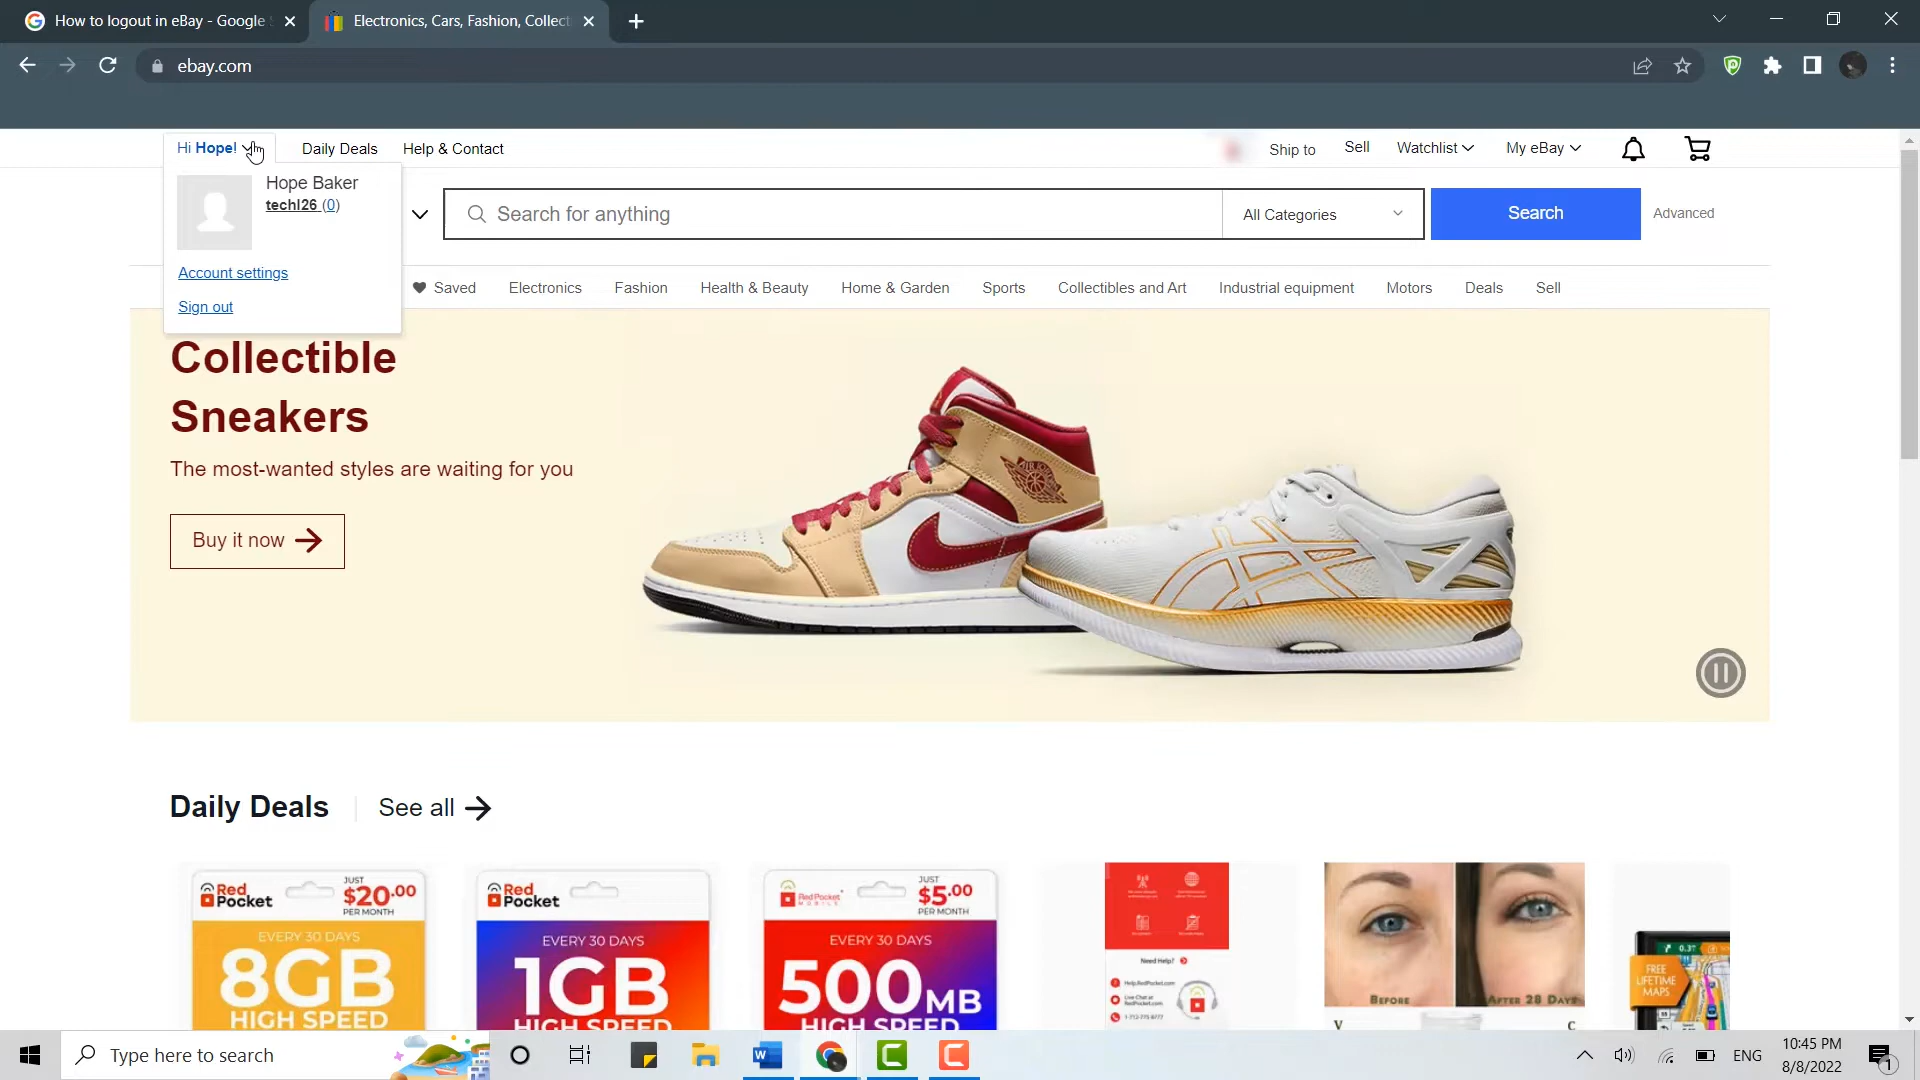 How to logout in eBay - Google
Electronics, Cars, Fashion, Collect
ebay.com
Hi Hope!
Daily Deals
Help & Contact
Ship to
Sell
Watchlist
My eBay
Hope Baker
techl26 (0)
Account settings
Sign out
Search for anything
All Categories
Search
Advanced
Saved
Electronics
Fashion
Health & Beauty
Home & Garden
Sports
Collectibles and Art
Industrial equipment
Motors
Deals
Sell
Collectible
Sneakers
The most-wanted styles are waiting for you
Buy it now
Daily Deals
See all
Red
Pocket
JUST
$20.00
PER MONTH
EVERY 30 DAYS
8GB
HIGH SPEED
Red
Pocket
EVERY 30 DAYS
1GB
HIGH SPEED
Red Pocket
MOBILE
JUST
$5.00
PER MONTH
EVERY 30 DAYS
500MB
HIGH SPEED
Need Help?
Help.RedPocket.com
Live Chat at
RedPocket.com
BEFORE
AFTER 28 DAYS
V
C
0.37
FREE
LIFETIME
MAPS
Type here to search
ENG
10:45 PM
8/8/2022
1